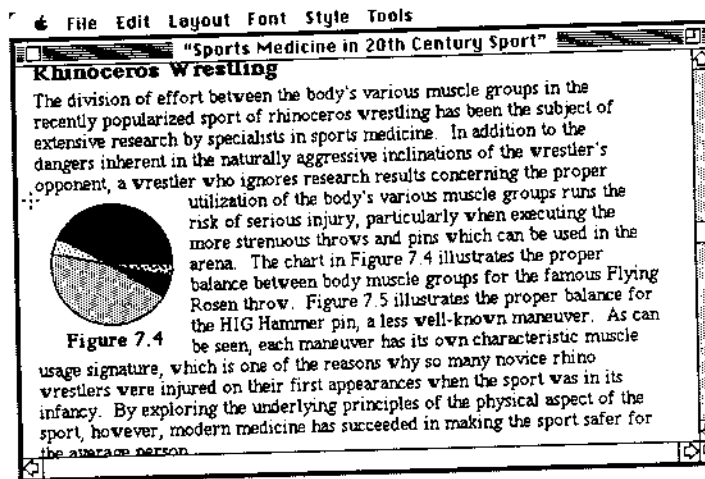 File Edit Layout Font Style Tools
"Sports Medicine in 20th Century Sport"
Rhinoceros Wrestling
The division of effort between the body's various muscle groups in the
recently popularized sport of rhinoceros wrestling has been the subject of
extensive research by specialists in sports medicine. In addition to the
dangers inherent in the naturally aggressive inclinations of the wrestler's
opponent, a wrestler who ignores research results concerning the proper
utilization of the body's various muscle groups runs the
risk of serious injury, particularly when executing the
more strenuous throws and pins which can be used in the
arena. The chart in Figure 7.4 illustrates the proper
balance between body muscle groups for the famous Flying
Rosen throw. Figure 7.5 illustrates the proper balance for
the HIG Hammer pin, a less well-known maneuver. As can
be seen, each maneuver has its own characteristic muscle
Figure 7.4
usage signature, which is one of the reasons why so many novice rhino
wrestlers were injured on their first appearances when the sport was in its
infancy. By exploring the underlying principles of the physical aspect of the
sport, however, modern medicine has succeeded in making the sport safer for
the average person